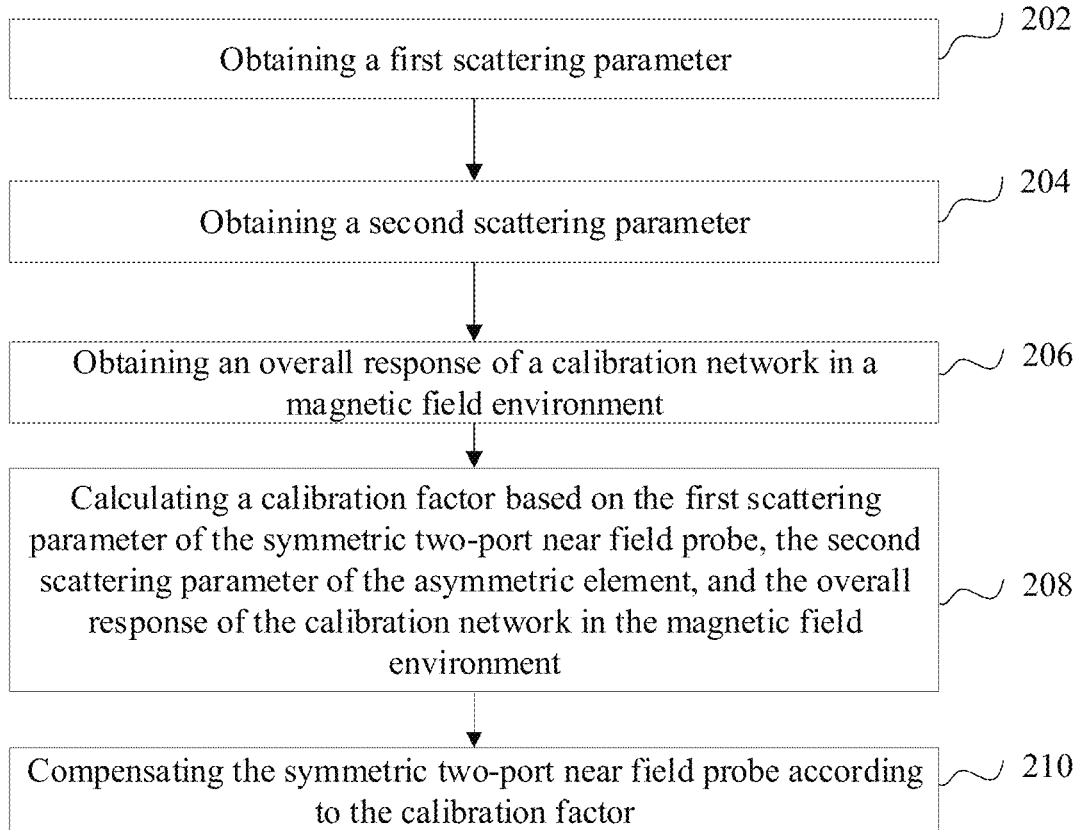 202
Obtaining a first scattering parameter
204
Obtaining a second scattering parameter
206
Obtaining an overall response of a calibration network in a
magnetic field environment
Calculating a calibration factor based on the first scattering
parameter of the symmetric two-port near field probe, the second
scattering parameter of the asymmetric element, and the overall
response of the calibration network in the magnetic field
environment
208
Compensating the symmetric two-port near field probe according
to the calibration factor
210